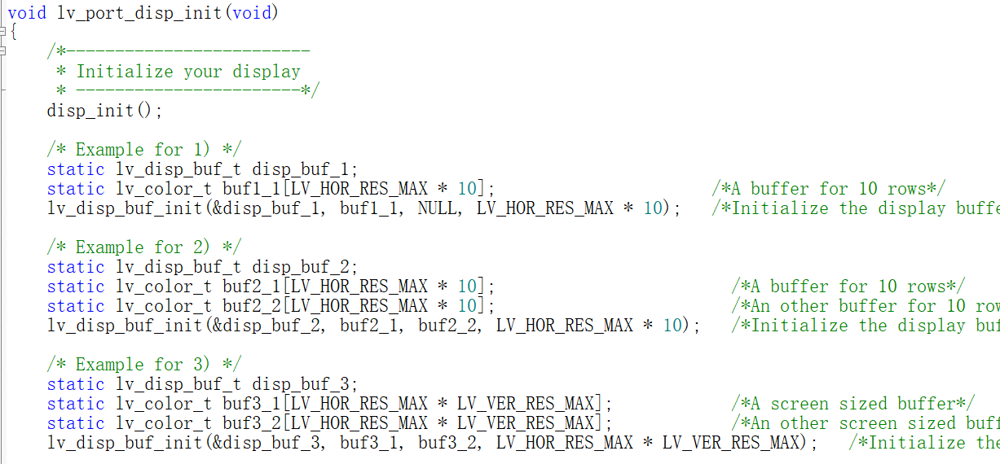 void lv_port_disp_init(void)
{
/*-------------------------
* Initialize your display
* -----------------------*/
disp_init();
/* Example for 1) */
static lv_disp_buf_t disp_buf_1;
static lv_color_t buf1_1[LV_HOR_RES_MAX * 10]; /*A buffer for 10 rows*/
lv_disp_buf_init(&disp_buf_1, buf1_1, NULL, LV_HOR_RES_MAX * 10); /*Initialize the display buffe
/* Example for 2) */
static lv_disp_buf_t disp_buf_2;
static lv_color_t buf2_1[LV_HOR_RES_MAX * 10]; /*A buffer for 10 rows*/
static lv_color_t buf2_2[LV_HOR_RES_MAX * 10]; /*An other buffer for 10 row
lv_disp_buf_init(&disp_buf_2, buf2_1, buf2_2, LV_HOR_RES_MAX * 10); /*Initialize the display buf
/* Example for 3) */
static lv_disp_buf_t disp_buf_3;
static lv_color_t buf3_1[LV_HOR_RES_MAX * LV_VER_RES_MAX]; /*A screen sized buffer*/
static lv_color_t buf3_2[LV_HOR_RES_MAX * LV_VER_RES_MAX]; /*An other screen sized buff
lv_disp_buf_init(&disp_buf_3, buf3_1, buf3_2, LV_HOR_RES_MAX * LV_VER_RES_MAX); /*Initialize the